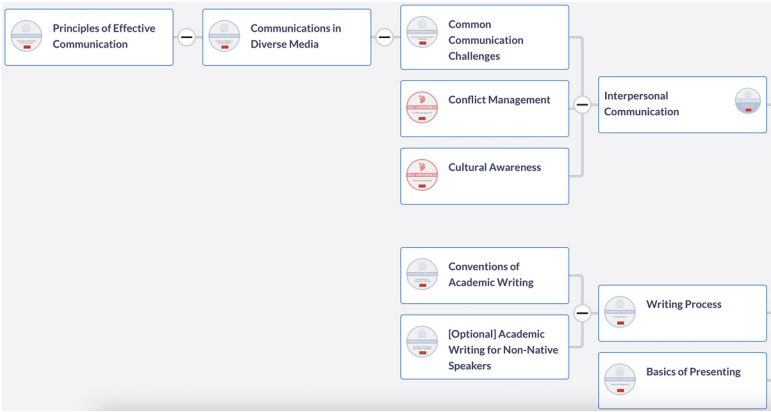 Principles of Effective
Communication
Communications in
Diverse Media
Common
Communication
Challenges
Conflict Management
Cultural Awareness
Interpersonal
Communication
Conventions of
Academic Writing
[Optional] Academic
Writing for Non-Native
Speakers
Writing Process
Basics of Presenting